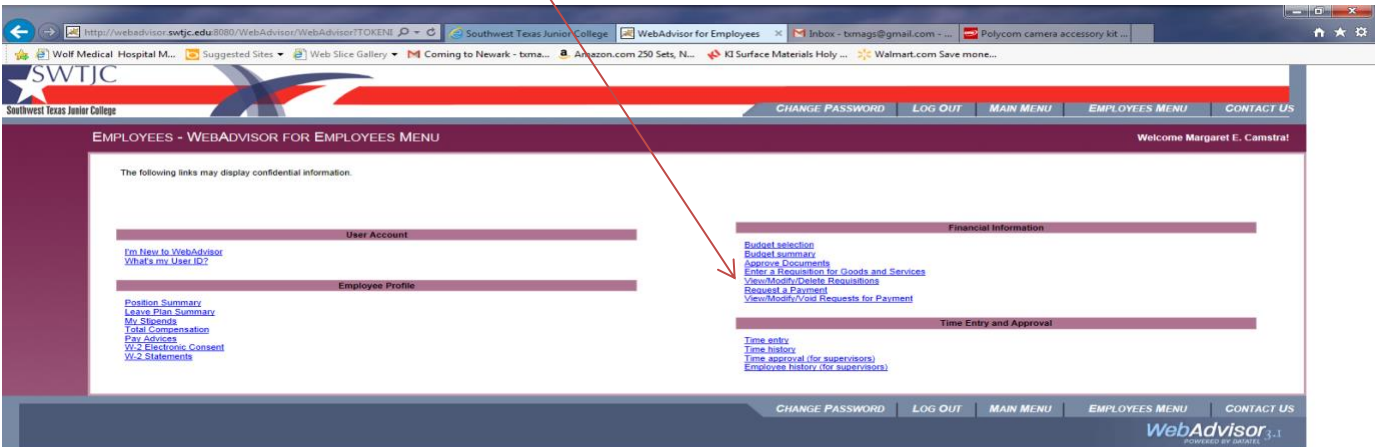 http://webadvisor.swtjc.edu:8080/WebAdvisor/WebAdvisor?TOKENI
Southwest Texas Junior College
WebAdvisor for Employees
Inbox - txmags@gmail.com - ...
Polycom camera accessory kit ...
Wolf Medical Hospital M...
Suggested Sites
Web Slice Gallery
Coming to Newark - txma...
Amazon.com 250 Sets, N...
KI Surface Materials Holy ...
Walmart.com Save mone...
SWTJC
Southwest Texas Junior College
CHANGE PASSWORD LOG OUT MAIN MENU EMPLOYEES MENU CONTACT US
EMPLOYEES - WEBADVISOR FOR EMPLOYEES MENU
Welcome Margaret E. Camstra!
The following links may display confidential information.
User Account
I'm New to WebAdvisor
What's my User ID?
Employee Profile
Position Summary
Leave Plan Summary
My Stipends
Total Compensation
Pay Advices
W-2 Electronic Consent
W-2 Statements
Financial Information
Budget selection
Budget summary
Approve Documents
Enter a Requisition for Goods and Services
View/Modify/Delete Requisitions
Request a Payment
View/Modify/Void Requests for Payment
Time Entry and Approval
Time entry
Time history
Time approval (for supervisors)
Employee history (for supervisors)
CHANGE PASSWORD LOG OUT MAIN MENU EMPLOYEES MENU CONTACT US
WebAdvisor 3.1
POWERED BY DATATEL